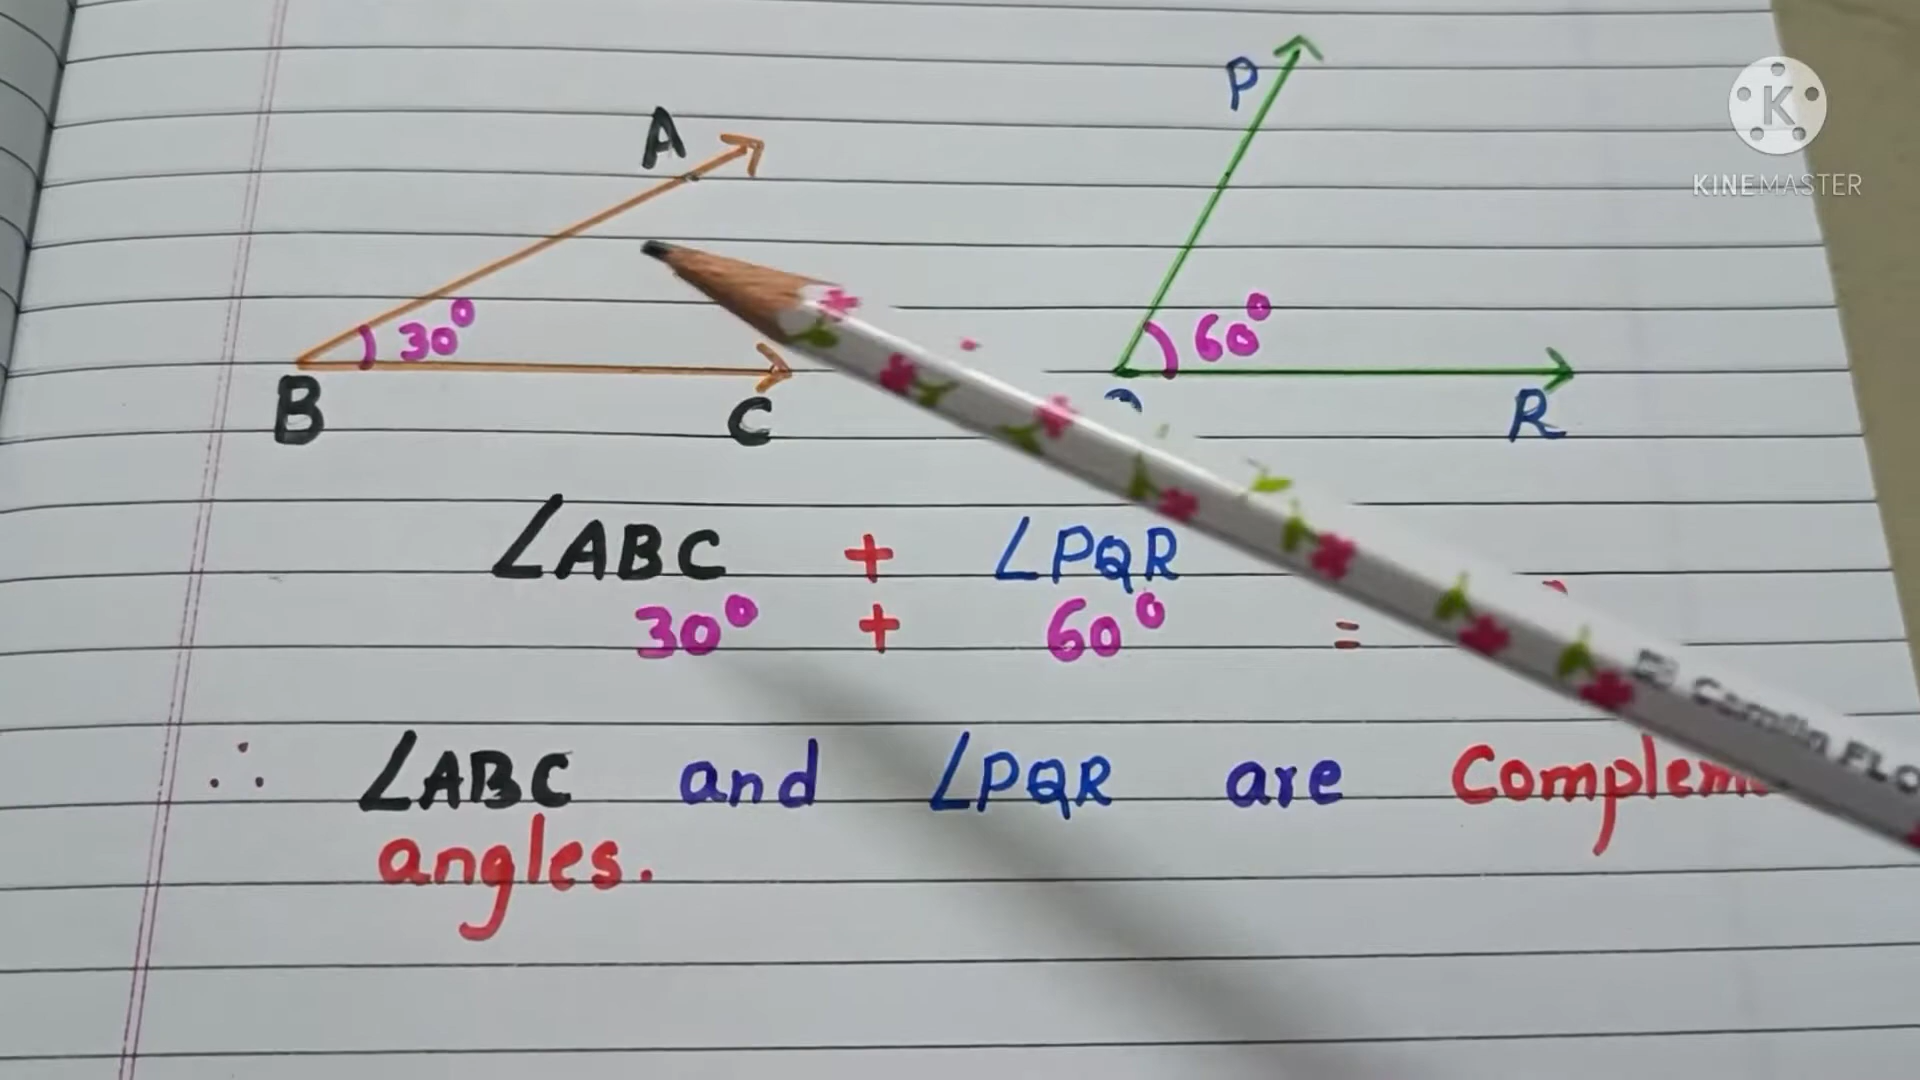 P
A
KINEMASTER
30°
60°
B
C
R
∠ABC + ∠PQR
30° + 60° =
∴ ∠ABC and ∠PQR are
angles.